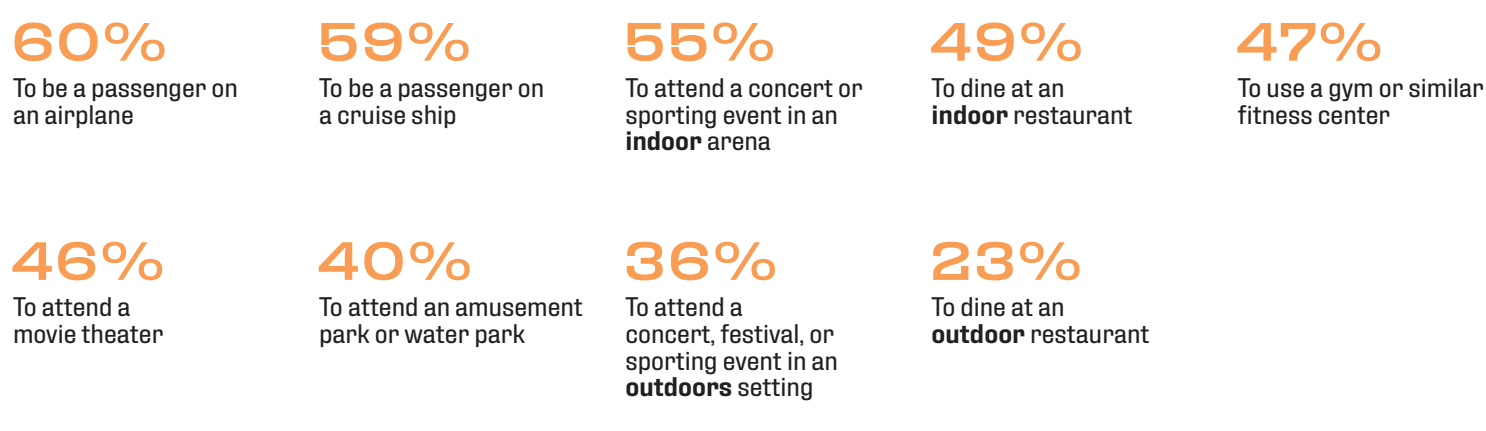 60%
To be a passenger on
an airplane
59%
To be a passenger on
a cruise ship
55%
To attend a concert or
sporting event in an
indoor arena
49%
To dine at an
indoor restaurant
47%
To use a gym or similar
fitness center
46%
To attend a
movie theater
40%
To attend an amusement
park or water park
36%
To attend a
concert, festival, or
sporting event in an
outdoors setting
23%
To dine at an
outdoor restaurant